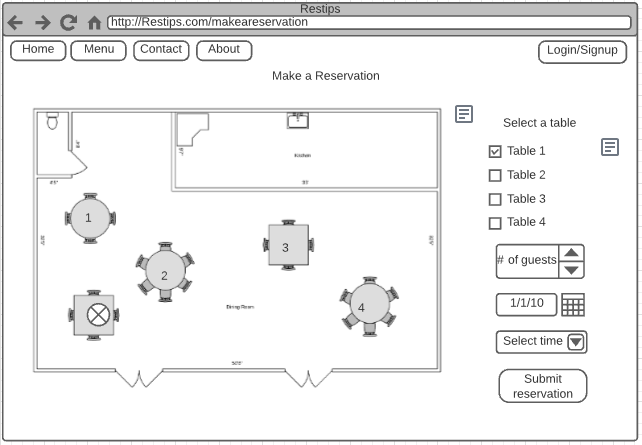 Restips
http://Restips.com/makeareservation
Home
Menu
Contact
About
Login/Signup
Make a Reservation
Kitchen
1
2
3
4
Dining Room
Select a table
Table 1
Table 2
Table 3
Table 4
# of guests
1/1/10
Select time
Submit
reservation